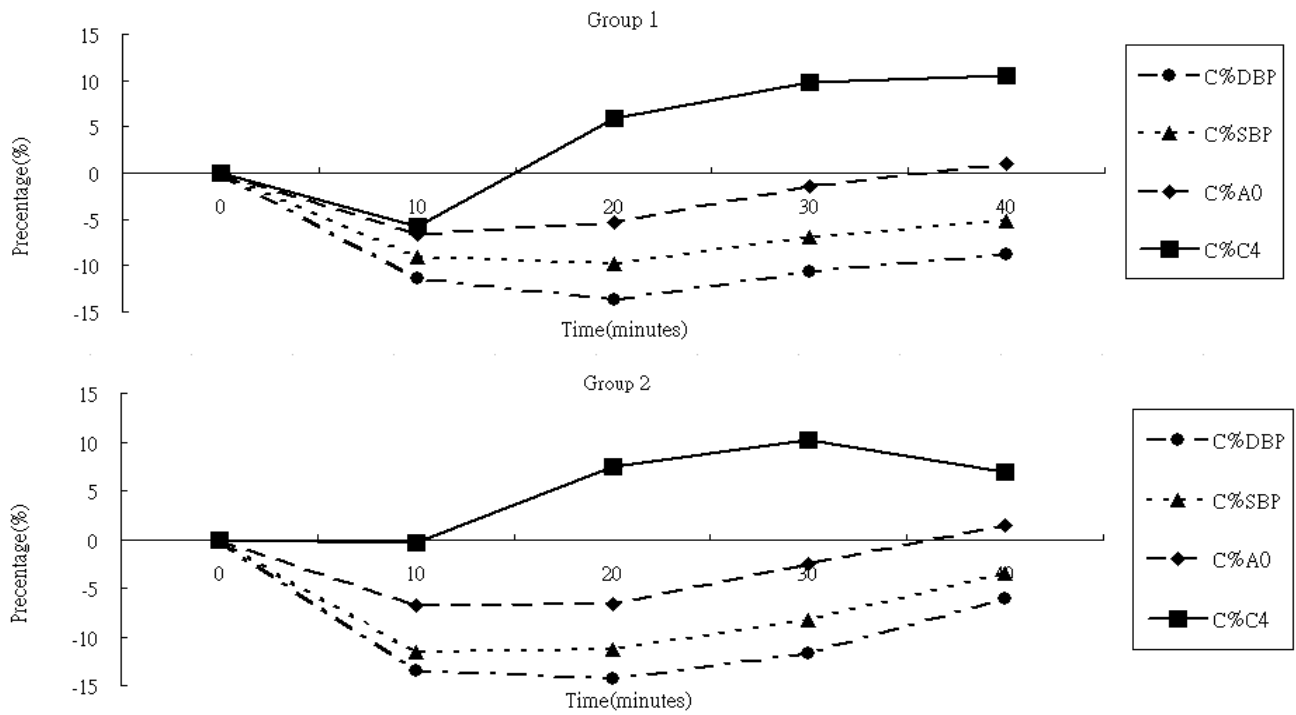 Group 1
15
10
5
0
-5
-10
-15
Precentage(%)
0 10 20 30 40
Time(minutes)
C%DBP
C%SBP
C%A0
C%C4
Group 2
15
10
5
0
-5
-10
-15
Precentage(%)
0 10 20 30 40
Time(minutes)
C%DBP
C%SBP
C%A0
C%C4